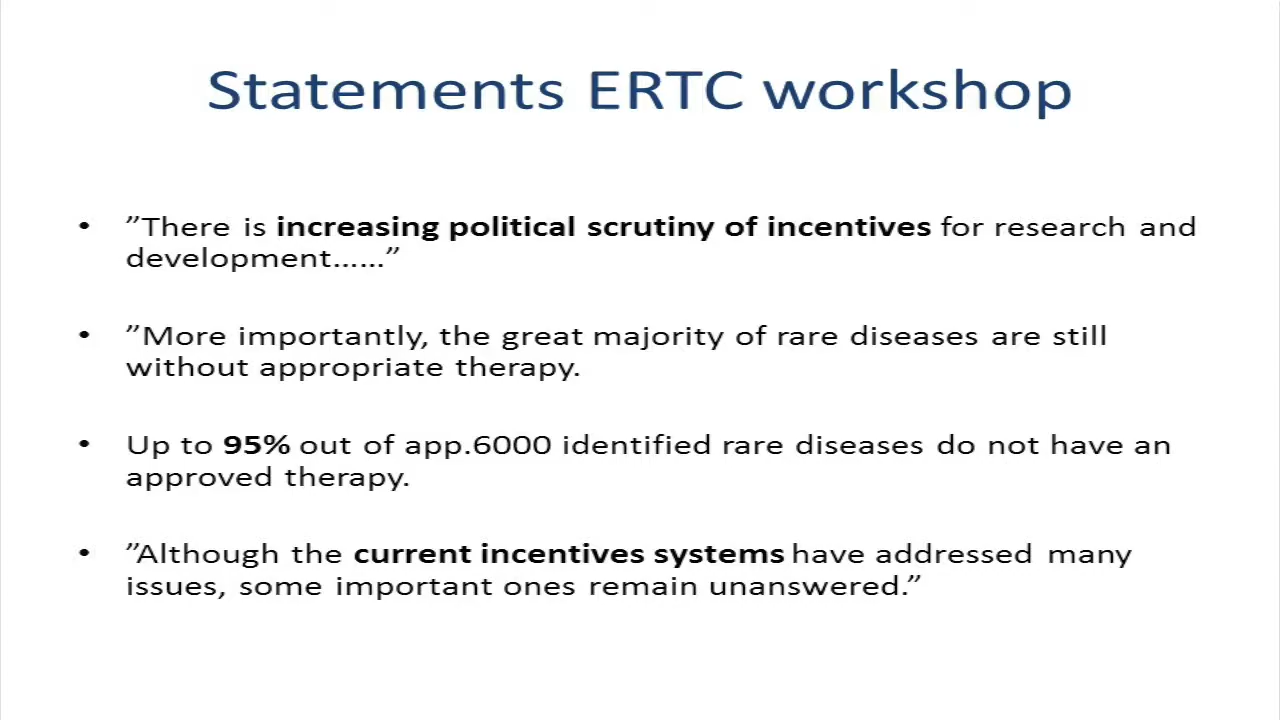 Statements ERTC workshop
• ”There is increasing political scrutiny of incentives for research and
development......”
• ”More importantly, the great majority of rare diseases are still
without appropriate therapy.
• Up to 95% out of app.6000 identified rare diseases do not have an
approved therapy.
• ”Although the current incentives systems have addressed many
issues, some important ones remain unanswered.”